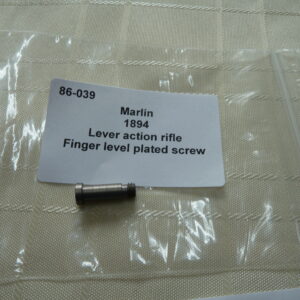 86-039
Marlin
1894
Lever action rifle
Finger level plated screw